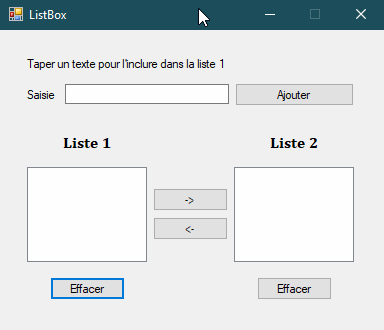 ListBox
Taper un texte pour l'inclure dans la liste 1
Saisie Ajouter
Liste 1 Liste 2
->
<-
Effacer Effacer